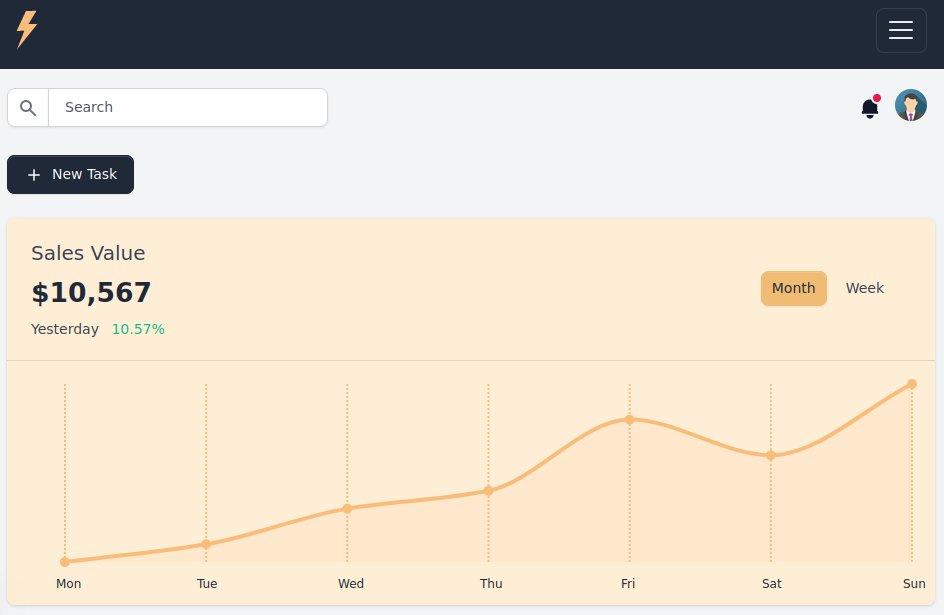 Search
New Task
Sales Value
$10,567
Month Week
Yesterday 10.57%
Mon Tue Wed Thu Fri Sat Sun